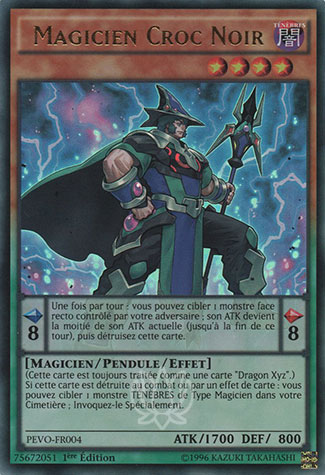 MAGICIEN CROC NOIR
TÉNÈBRES
闇
Une fois par tour : vous pouvez cibler 1 monstre face
recto contrôlé par votre adversaire ; son ATK devient
la moitié de son ATK actuelle (jusqu'à la fin de ce
tour), puis détruisez cette carte.
8
8
[MAGICIEN/PENDULE/EFFET]
(Cette carte est toujours traitée comme une carte "Dragon Xyz".)
Si cette carte est détruite au combat ou par un effet de carte : vous
pouvez cibler 1 monstre TÉNÈBRES de Type Magicien dans votre
Cimetière ; Invoquez-le Spécialement.
PEVO-FR004
ATK/1700 DEF/ 800
75672051 1ère Édition
©1996 KAZUKI TAKAHASHI